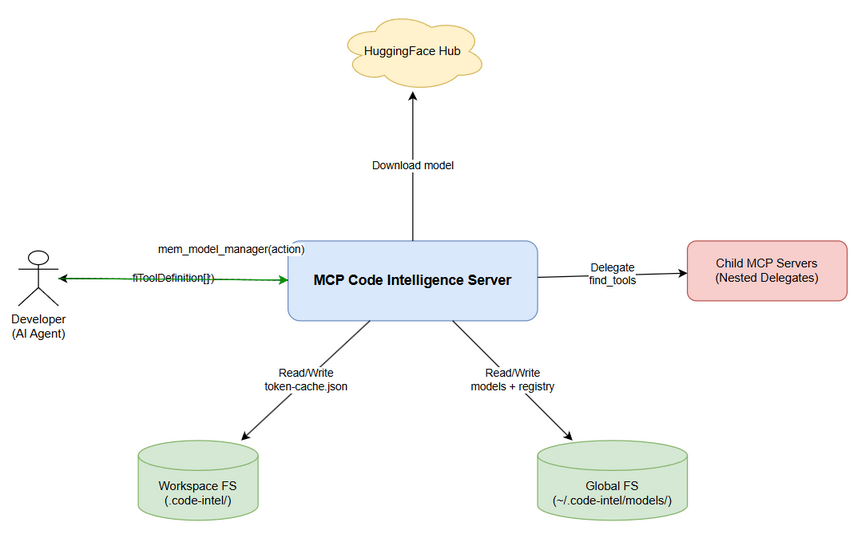 HuggingFace Hub
Download model
mem_model_manager(action)
MCP Code Intelligence Server
Delegate
find_tools
Child MCP Servers
(Nested Delegates)
Developer
(AI Agent)
Read/Write
token-cache.json
Read/Write
models + registry
Workspace FS
(.code-intel/)
Global FS
(~/.code-intel/models/)